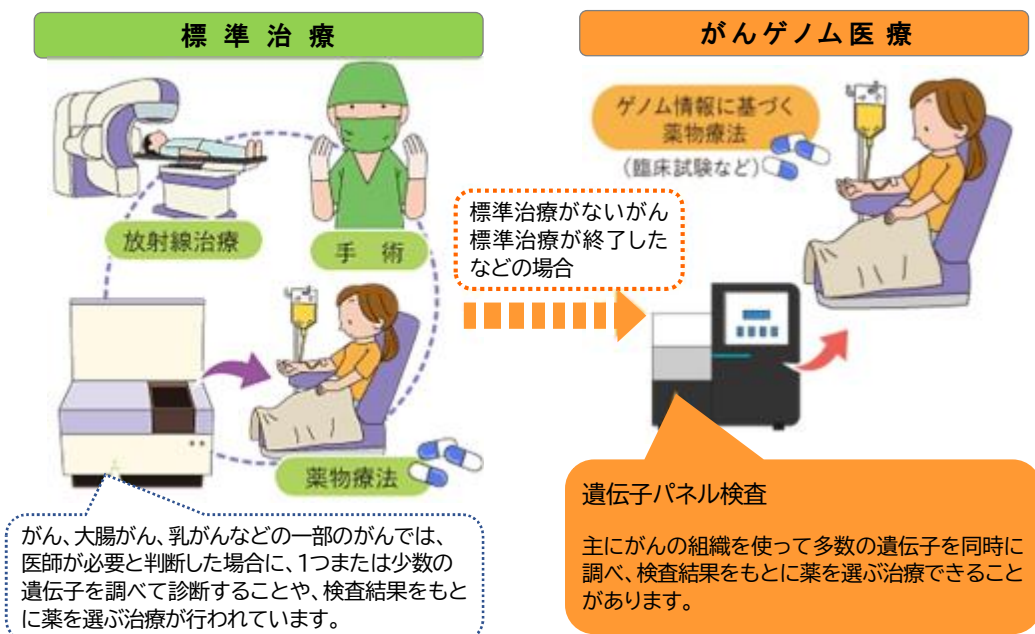 標準治療
がんゲノム医療
放射線治療
手術
薬物療法
がん、大腸がん、乳がんなどの一部のがんでは、
医師が必要と判断した場合に、1つまたは少数の
遺伝子を調べて診断することや、検査結果をもと
に薬を選ぶ治療が行われています。
標準治療がないがん
標準治療が終了した
などの場合
ゲノム情報に基づく
薬物療法
(臨床試験など)
遺伝子パネル検査
主にがんの組織を使って多数の遺伝子を同時に
調べ、検査結果をもとに薬を選ぶ治療できること
があります。